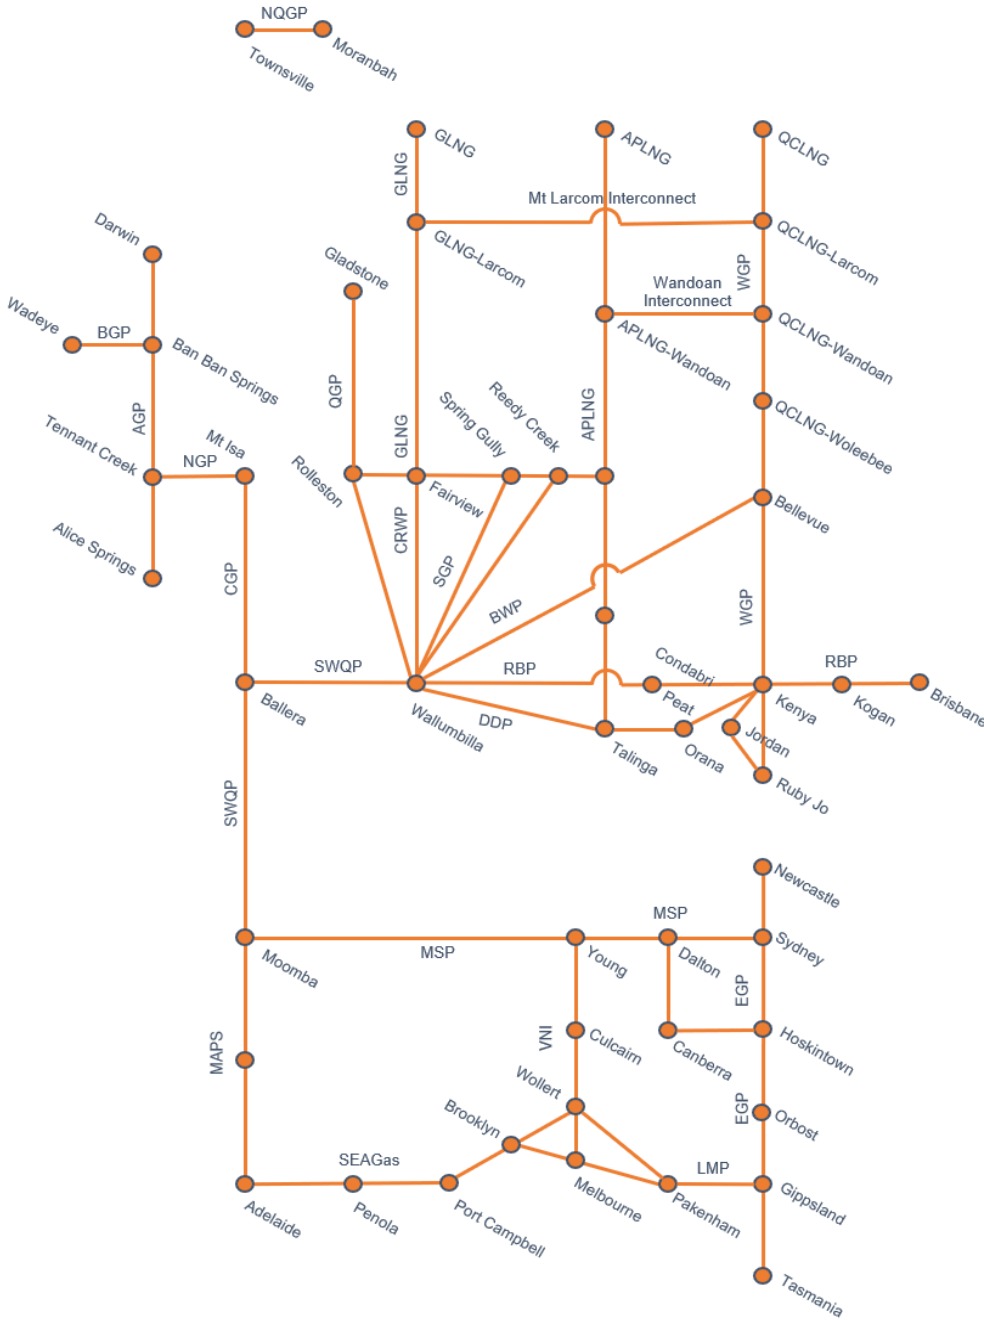 NQGP
Townsville
Moranbah
GLNG
APLNG
QCLNG
GLNG
Mt Larcom Interconnect
GLNG-Larcom
QCLNG-Larcom
Darwin
Gladstone
WGP
Wandoan
Interconnect
Wadeye
BGP
Ban Ban Springs
APLNG-Wandoan
QCLNG-Wandoan
QGP
AGP
Tennant Creek
NGP
Mt Isa
Rolleston
GLNG
Spring Gully
Reedy Creek
APLNG
QCLNG-Woleebee
Fairview
Bellevue
Alice Springs
CGP
CRWP
SGP
BWP
WGP
SWQP
RBP
Condabri
RBP
Ballera
Wallumbilla
DDP
Peat
Kenya
Kogan
Brisbane
Talinga
Orana
Jordan
Ruby Jo
SWQP
Newcastle
MSP
Moomba
MSP
Young
Dalton
Sydney
EGP
MAPS
VNI
Culcairn
Canberra
Hoskintown
Wollert
Brooklyn
EGP
Orbost
SEAGas
LMP
Adelaide
Penola
Port Campbell
Melbourne
Pakenham
Gippsland
Tasmania